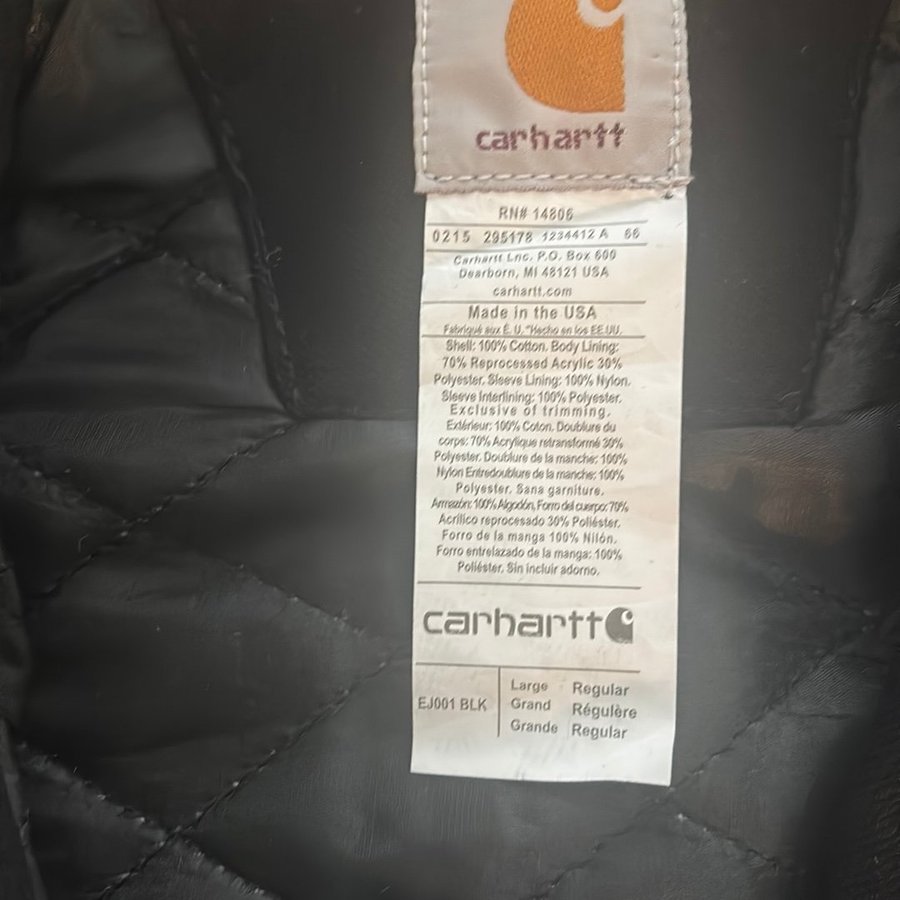 carhartt
RN# 14806
0215 295178 1234412 A 66
Carhartt Lnc. P.O. Box 600
Dearborn, MI 48121 USA
carhartt.com
Made in the USA
Fabriqué aux É. U. "Hecho en los EE.UU.
Shell: 100% Cotton. Body Lining:
70% Reprocessed Acrylic 30%
Polyester. Sleeve Lining: 100% Nylon.
Sleeve Interlining: 100% Polyester.
Exclusive of trimming.
Extérieur: 100% Coton. Doublure du
corps: 70% Acrylique retransformé 30%
Polyester. Doublure de la manche: 100%
Nylon Entredoublure de la manche: 100%
Polyester. Sana garniture.
Armazón: 100% Algodón, Forro del cuerpo: 70%
Acrílico reprocesado 30% Poliéster.
Forro de la manga 100% Nilón.
Forro entrelazado de la manga: 100%
Poliéster. Sin incluir adorno.
carhartt
EJ001 BLK
Large Regular
Grand Régulère
Grande Regular